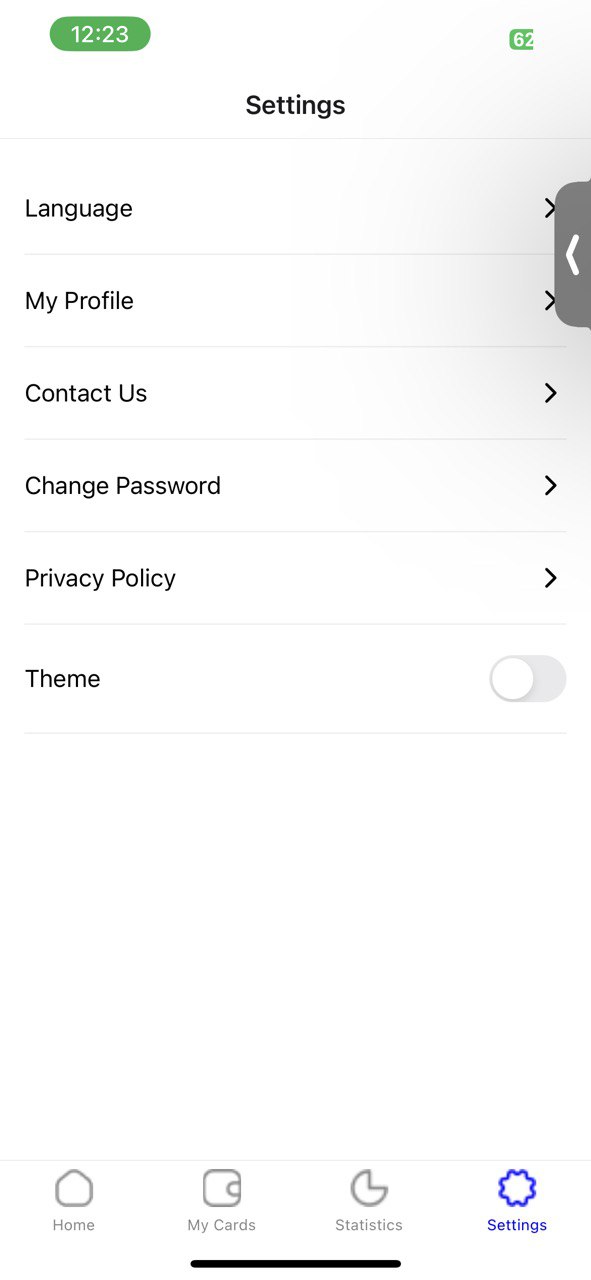 12:23
62
Settings
Language
My Profile
Contact Us
Change Password
Privacy Policy
Theme
Home
My Cards
Statistics
Settings